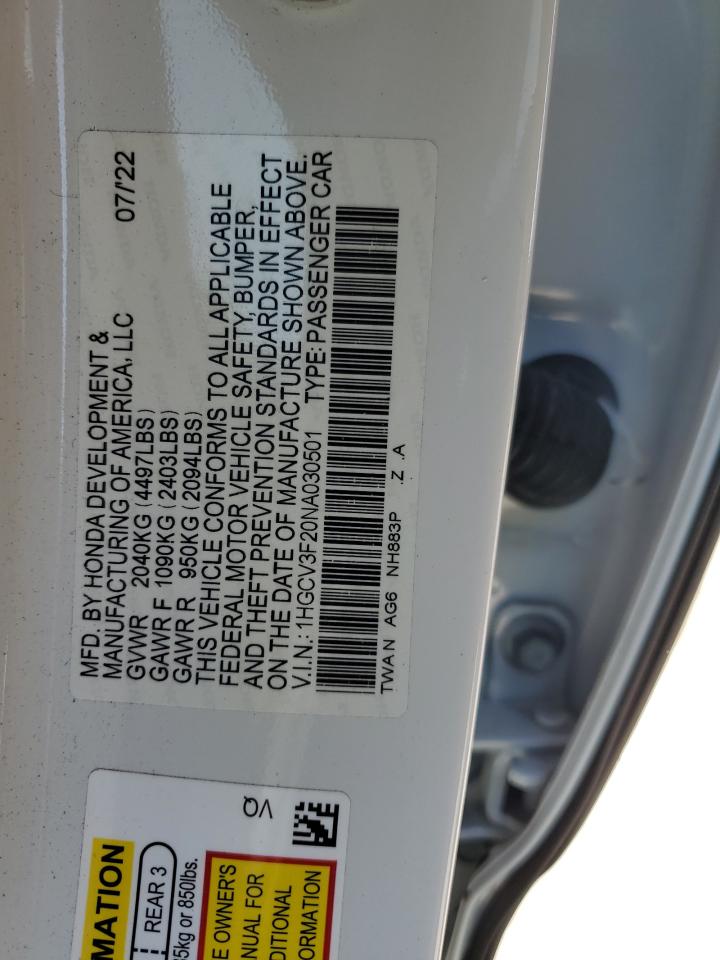 MFD. BY HONDA DEVELOPMENT &
MANUFACTURING OF AMERICA, LLC 07/'22
GVWR 2040KG (4497LBS)
GAWR F 1090KG (2403LBS)
GAWR R 950KG (2094LBS)
THIS VEHICLE CONFORMS TO ALL APPLICABLE
FEDERAL MOTOR VEHICLE SAFETY, BUMPER,
AND THEFT PREVENTION STANDARDS IN EFFECT
ON THE DATE OF MANUFACTURE SHOWN ABOVE.
V.I.N.:1HGCV3F20NA030501 TYPE: PASSENGER CAR
TWA N AG6 NH883P .Z .A
MATION
REAR 3
5kg or 850lbs.
E OWNER'S
NUAL FOR
DITIONAL
ORMATION
VQ